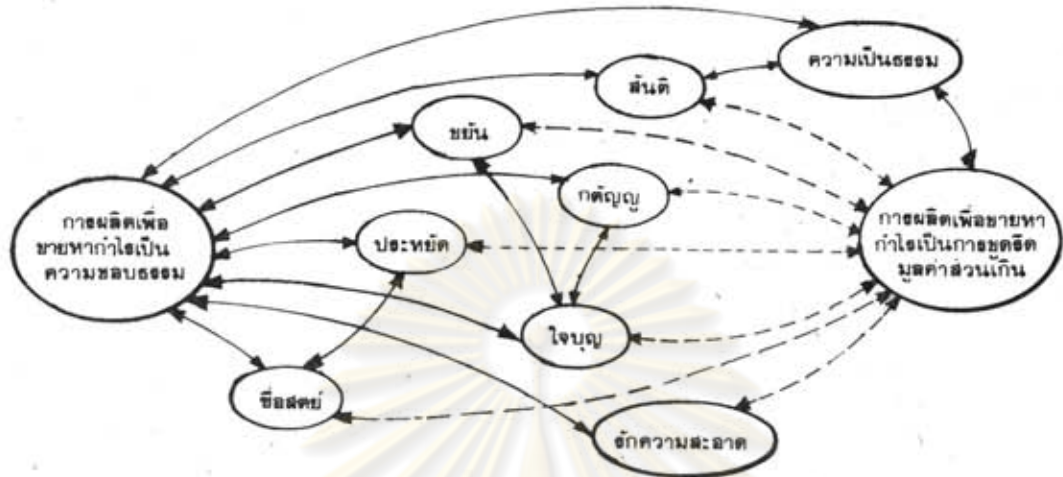 ความเป็นธรรม
สันติ
ขยัน
กตัญญู
การผลิตเพื่อ
ขายหากำไรเป็น
ความชอบธรรม
ประหยัด
การผลิตเพื่อขายหา
กำไรเป็นการขูดรีด
มูลค่าส่วนเกิน
ใจบุญ
ซื่อสตย์
รักความสะอาด